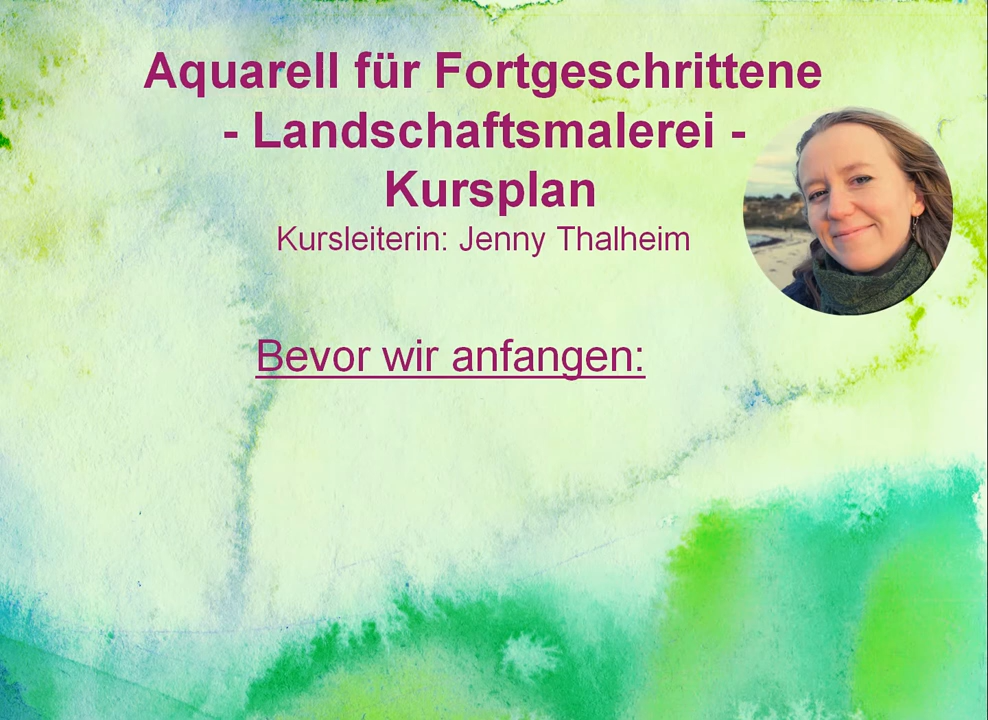 Aquarell für Fortgeschrittene
- Landschaftsmalerei -
Kursplan
Kursleiterin: Jenny Thalheim
Bevor wir anfangen: